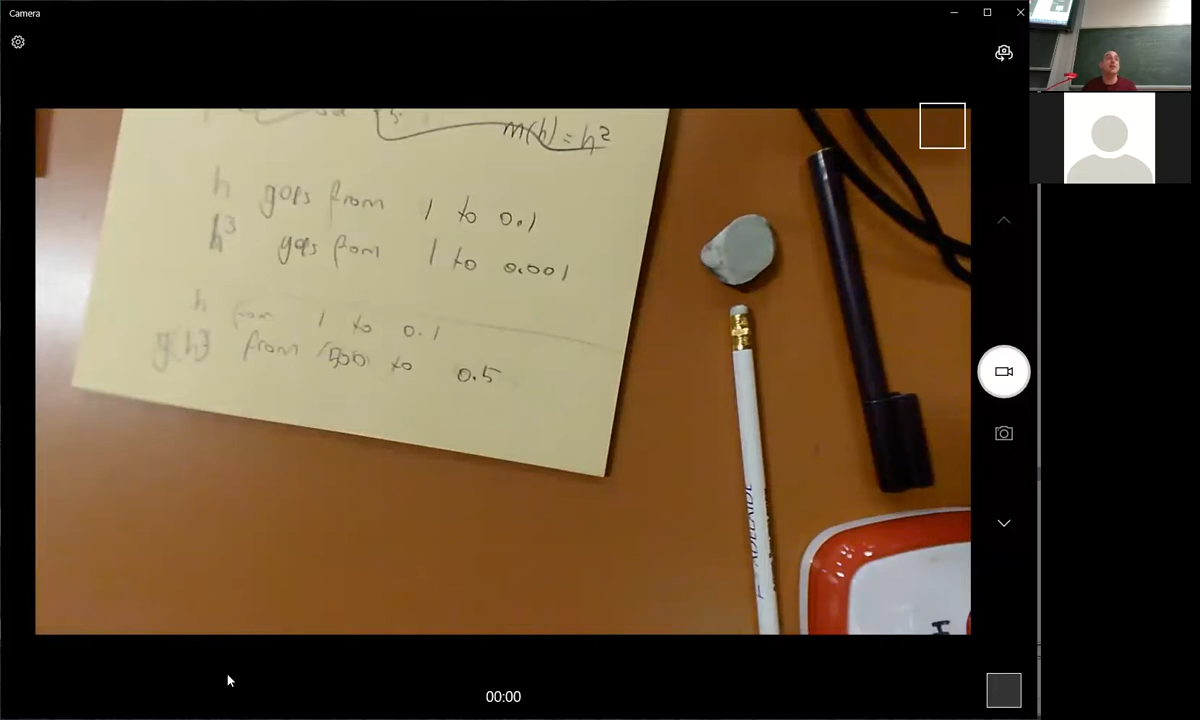 Camera
m(h) = h²
h goes from 1 to 0.1
h³ goes from 1 to 0.001
h from 1 to 0.1
g(h) from to 0.5
ADELAIDE
H
00:00